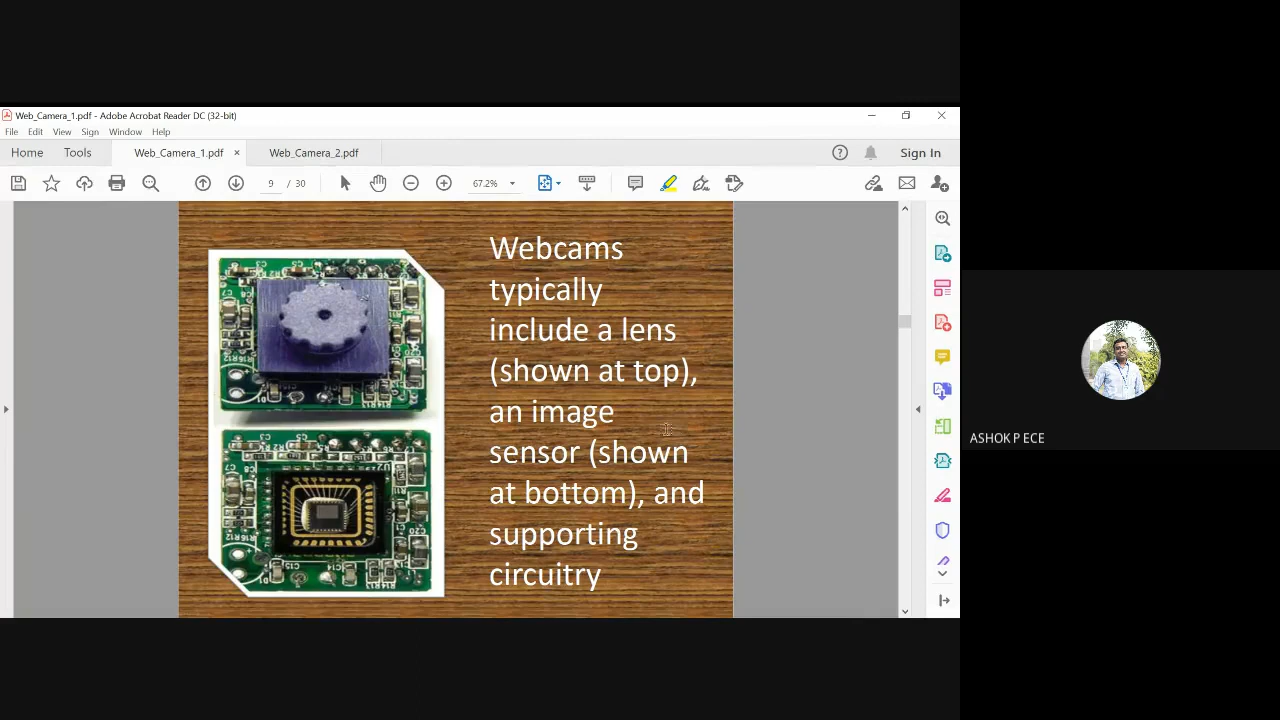 Web_Camera_1.pdf - Adobe Acrobat Reader DC (32-bit)
File Edit View Sign Window Help
Home Tools Web_Camera_1.pdf × Web_Camera_2.pdf Sign In
9 / 30 67.2%
Webcams
typically
include a lens
(shown at top),
an image
sensor (shown
at bottom), and
supporting
circuitry
ASHOK P ECE